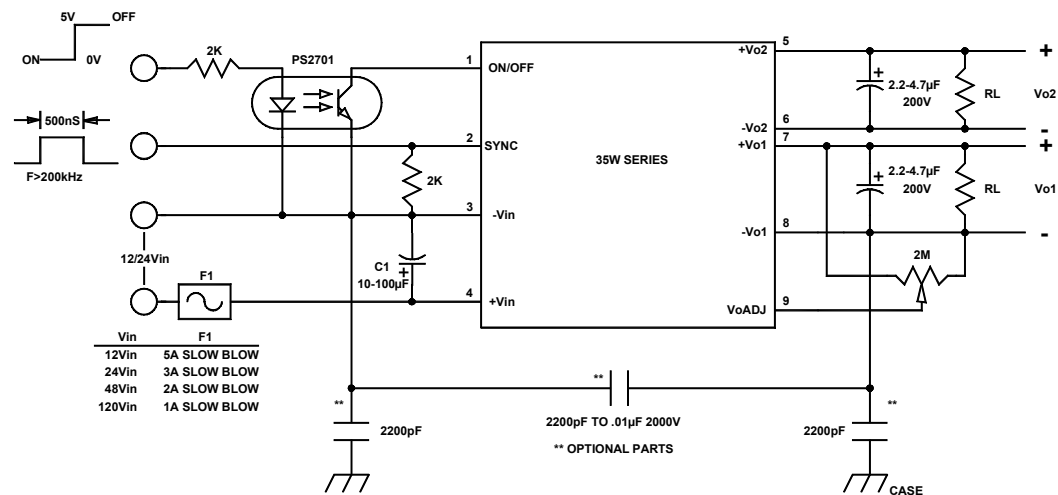 5V
OFF
ON
0V
2K
PS2701
1
ON/OFF
500nS
F>200kHz
2
SYNC
2K
3
-Vin
12/24Vin
F1
C1
+
10-100µF
4
+Vin
35W SERIES
+Vo2
5
+
2.2-4.7µF
200V
RL
+
Vo2
-
-Vo2
6
+Vo1
7
+
2.2-4.7µF
200V
RL
+
Vo1
-
-Vo1
8
2M
VoADJ
9
Vin F1
12Vin 5A SLOW BLOW
24Vin 3A SLOW BLOW
48Vin 2A SLOW BLOW
120Vin 1A SLOW BLOW
**
2200pF
**
2200pF TO .01µF 2000V
** OPTIONAL PARTS
**
2200pF
CASE